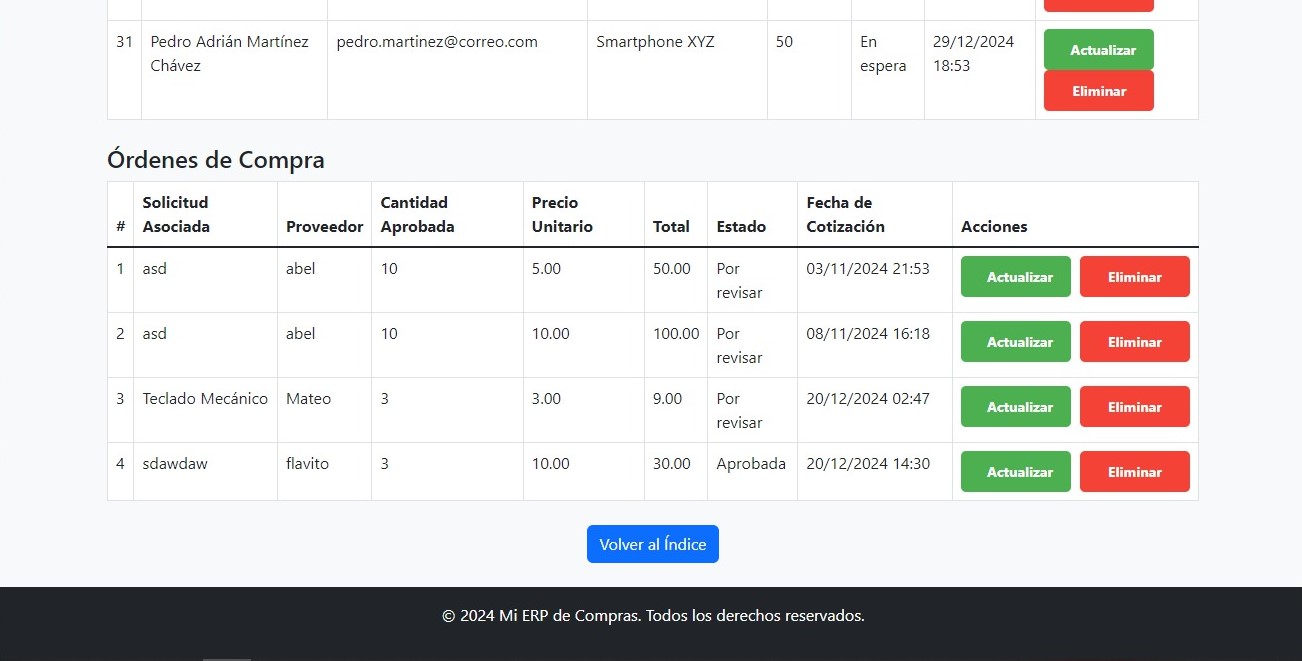 31 Pedro Adrián Martínez pedro.martinez@correo.com Smartphone XYZ 50 En 29/12/2024 Actualizar
Chávez espera 18:53
Eliminar
Órdenes de Compra
Solicitud Cantidad Precio Fecha de
# Asociada Proveedor Aprobada Unitario Total Estado Cotización Acciones
1 asd abel 10 5.00 50.00 Por 03/11/2024 21:53 Actualizar Eliminar
revisar
2 asd abel 10 10.00 100.00 Por 08/11/2024 16:18 Actualizar Eliminar
revisar
3 Teclado Mecánico Mateo 3 3.00 9.00 Por 20/12/2024 02:47 Actualizar Eliminar
revisar
4 sdawdaw flavito 3 10.00 30.00 Aprobada 20/12/2024 14:30 Actualizar Eliminar
Volver al Índice
© 2024 Mi ERP de Compras. Todos los derechos reservados.